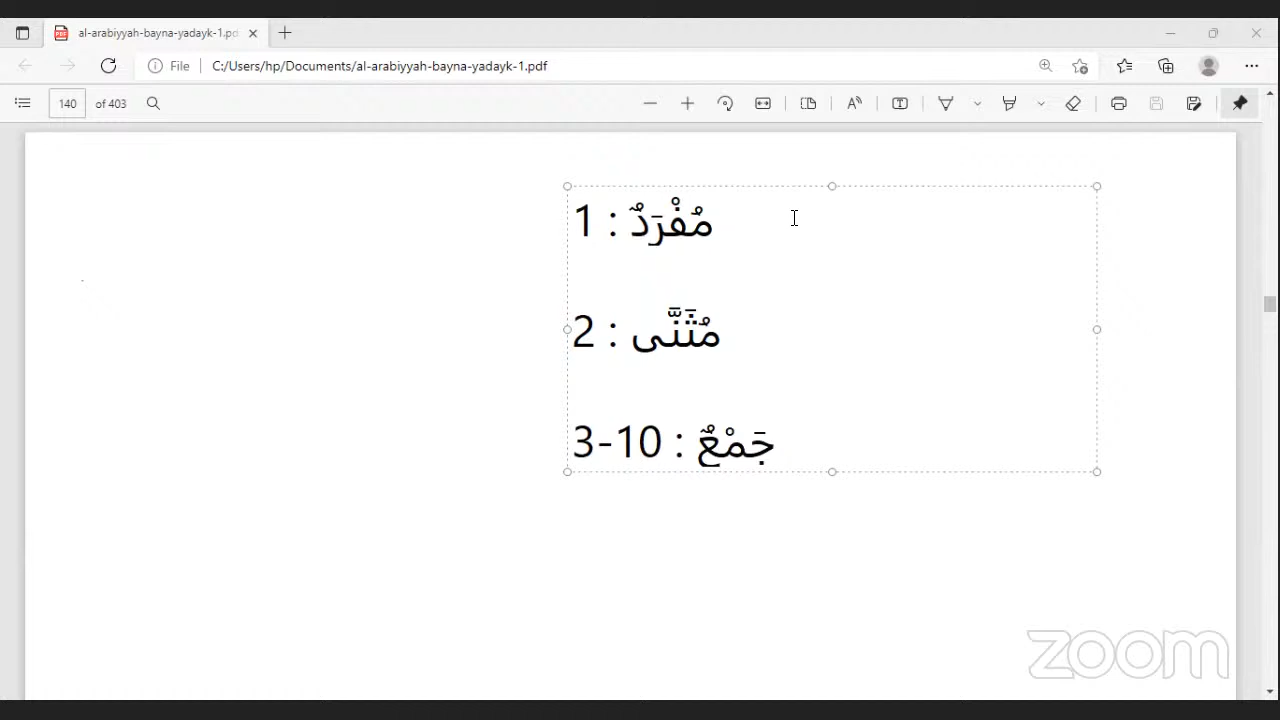 al-arabiyyah-bayna-yadayk-1.pd
File C:/Users/hp/Documents/al-arabiyyah-bayna-yadayk-1.pdf
140 of 403
1 : مُفْرَدٌ
2 : مُثَنَّى
3-10 : جَمْعٌ
zoom